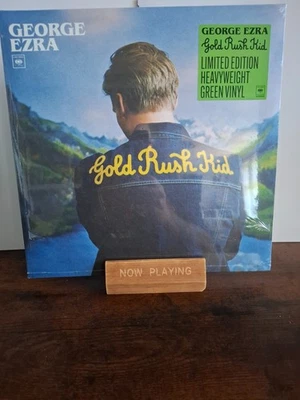 GEORGE
EZRA
GEORGE EZRA
Gold Rush Kid
LIMITED EDITION
HEAVYWEIGHT
GREEN VINYL
Gold Rush Kid
NOW PLAYING